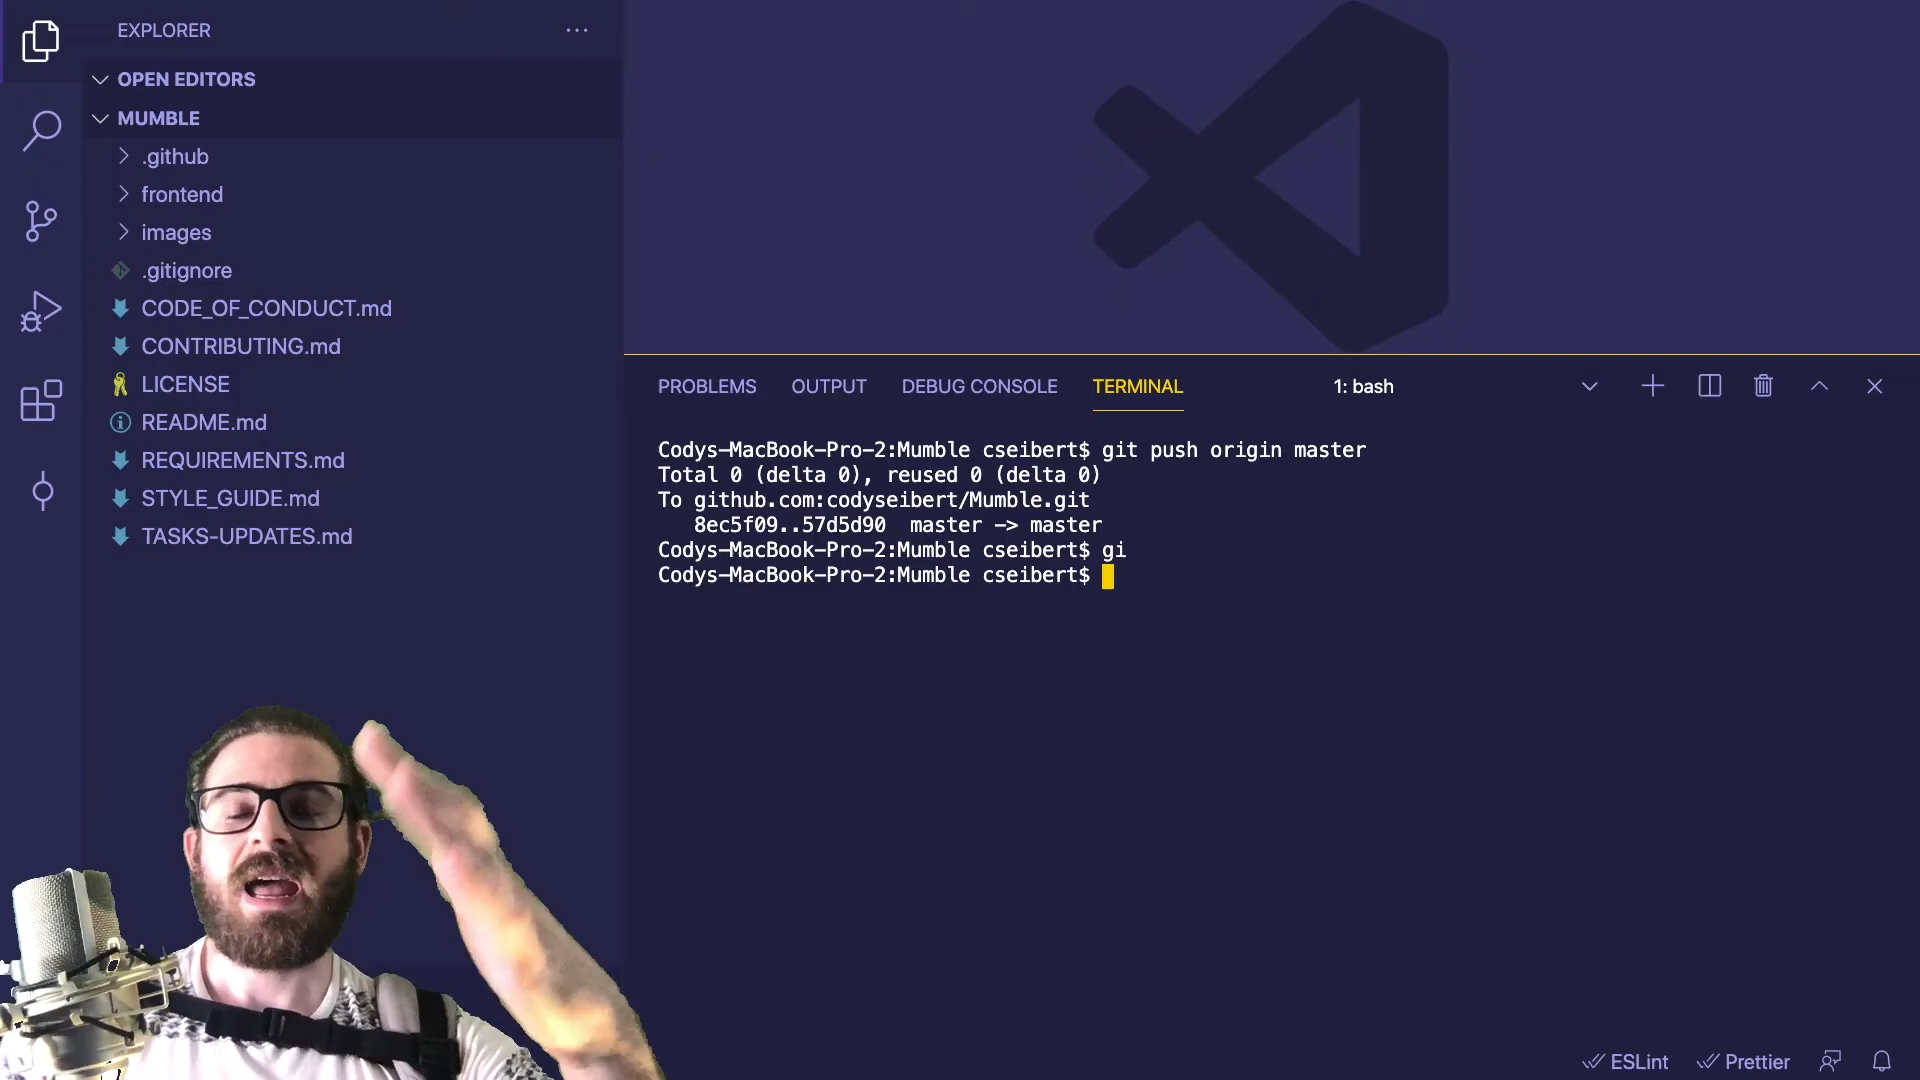 EXPLORER
OPEN EDITORS
MUMBLE
.github
frontend
images
.gitignore
CODE_OF_CONDUCT.md
CONTRIBUTING.md
LICENSE
README.md
REQUIREMENTS.md
STYLE_GUIDE.md
TASKS-UPDATES.md
PROBLEMS OUTPUT DEBUG CONSOLE TERMINAL 1: bash
Codys-MacBook-Pro-2:Mumble cseibert$ git push origin master
Total 0 (delta 0), reused 0 (delta 0)
To github.com:codyseibert/Mumble.git
8ec5f09..57d5d90 master -> master
Codys-MacBook-Pro-2:Mumble cseibert$ gi
Codys-MacBook-Pro-2:Mumble cseibert$
ESLint Prettier